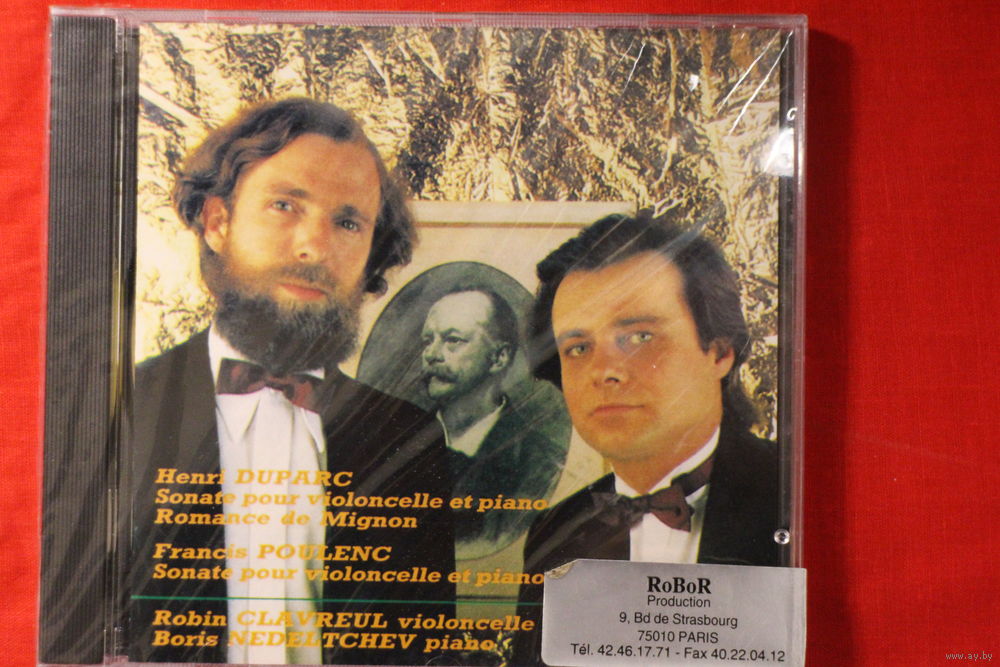 Henri DUPARC
Sonate pour violoncelle et piano
Romance de Mignon
Francis POULENC
Sonate pour violoncelle et piano
Robin CLAVREUL violoncelle
Boris NEDELTCHEV piano
RoBoR
Production
9, Bd de Strasbourg
75010 PARIS
Tél. 42.46.17.71 - Fax 40.22.04.12
www.ay.by